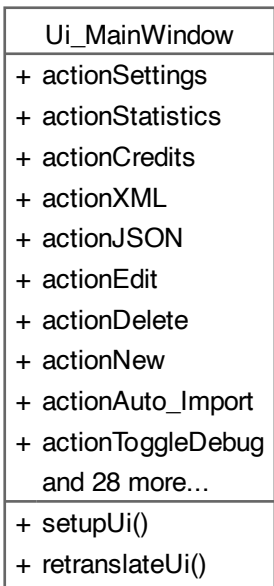 Ui_MainWindow
+ actionSettings
+ actionStatistics
+ actionCredits
+ actionXML
+ actionJSON
+ actionEdit
+ actionDelete
+ actionNew
+ actionAuto_Import
+ actionToggleDebug
and 28 more...
+ setupUi()
+ retranslateUi()